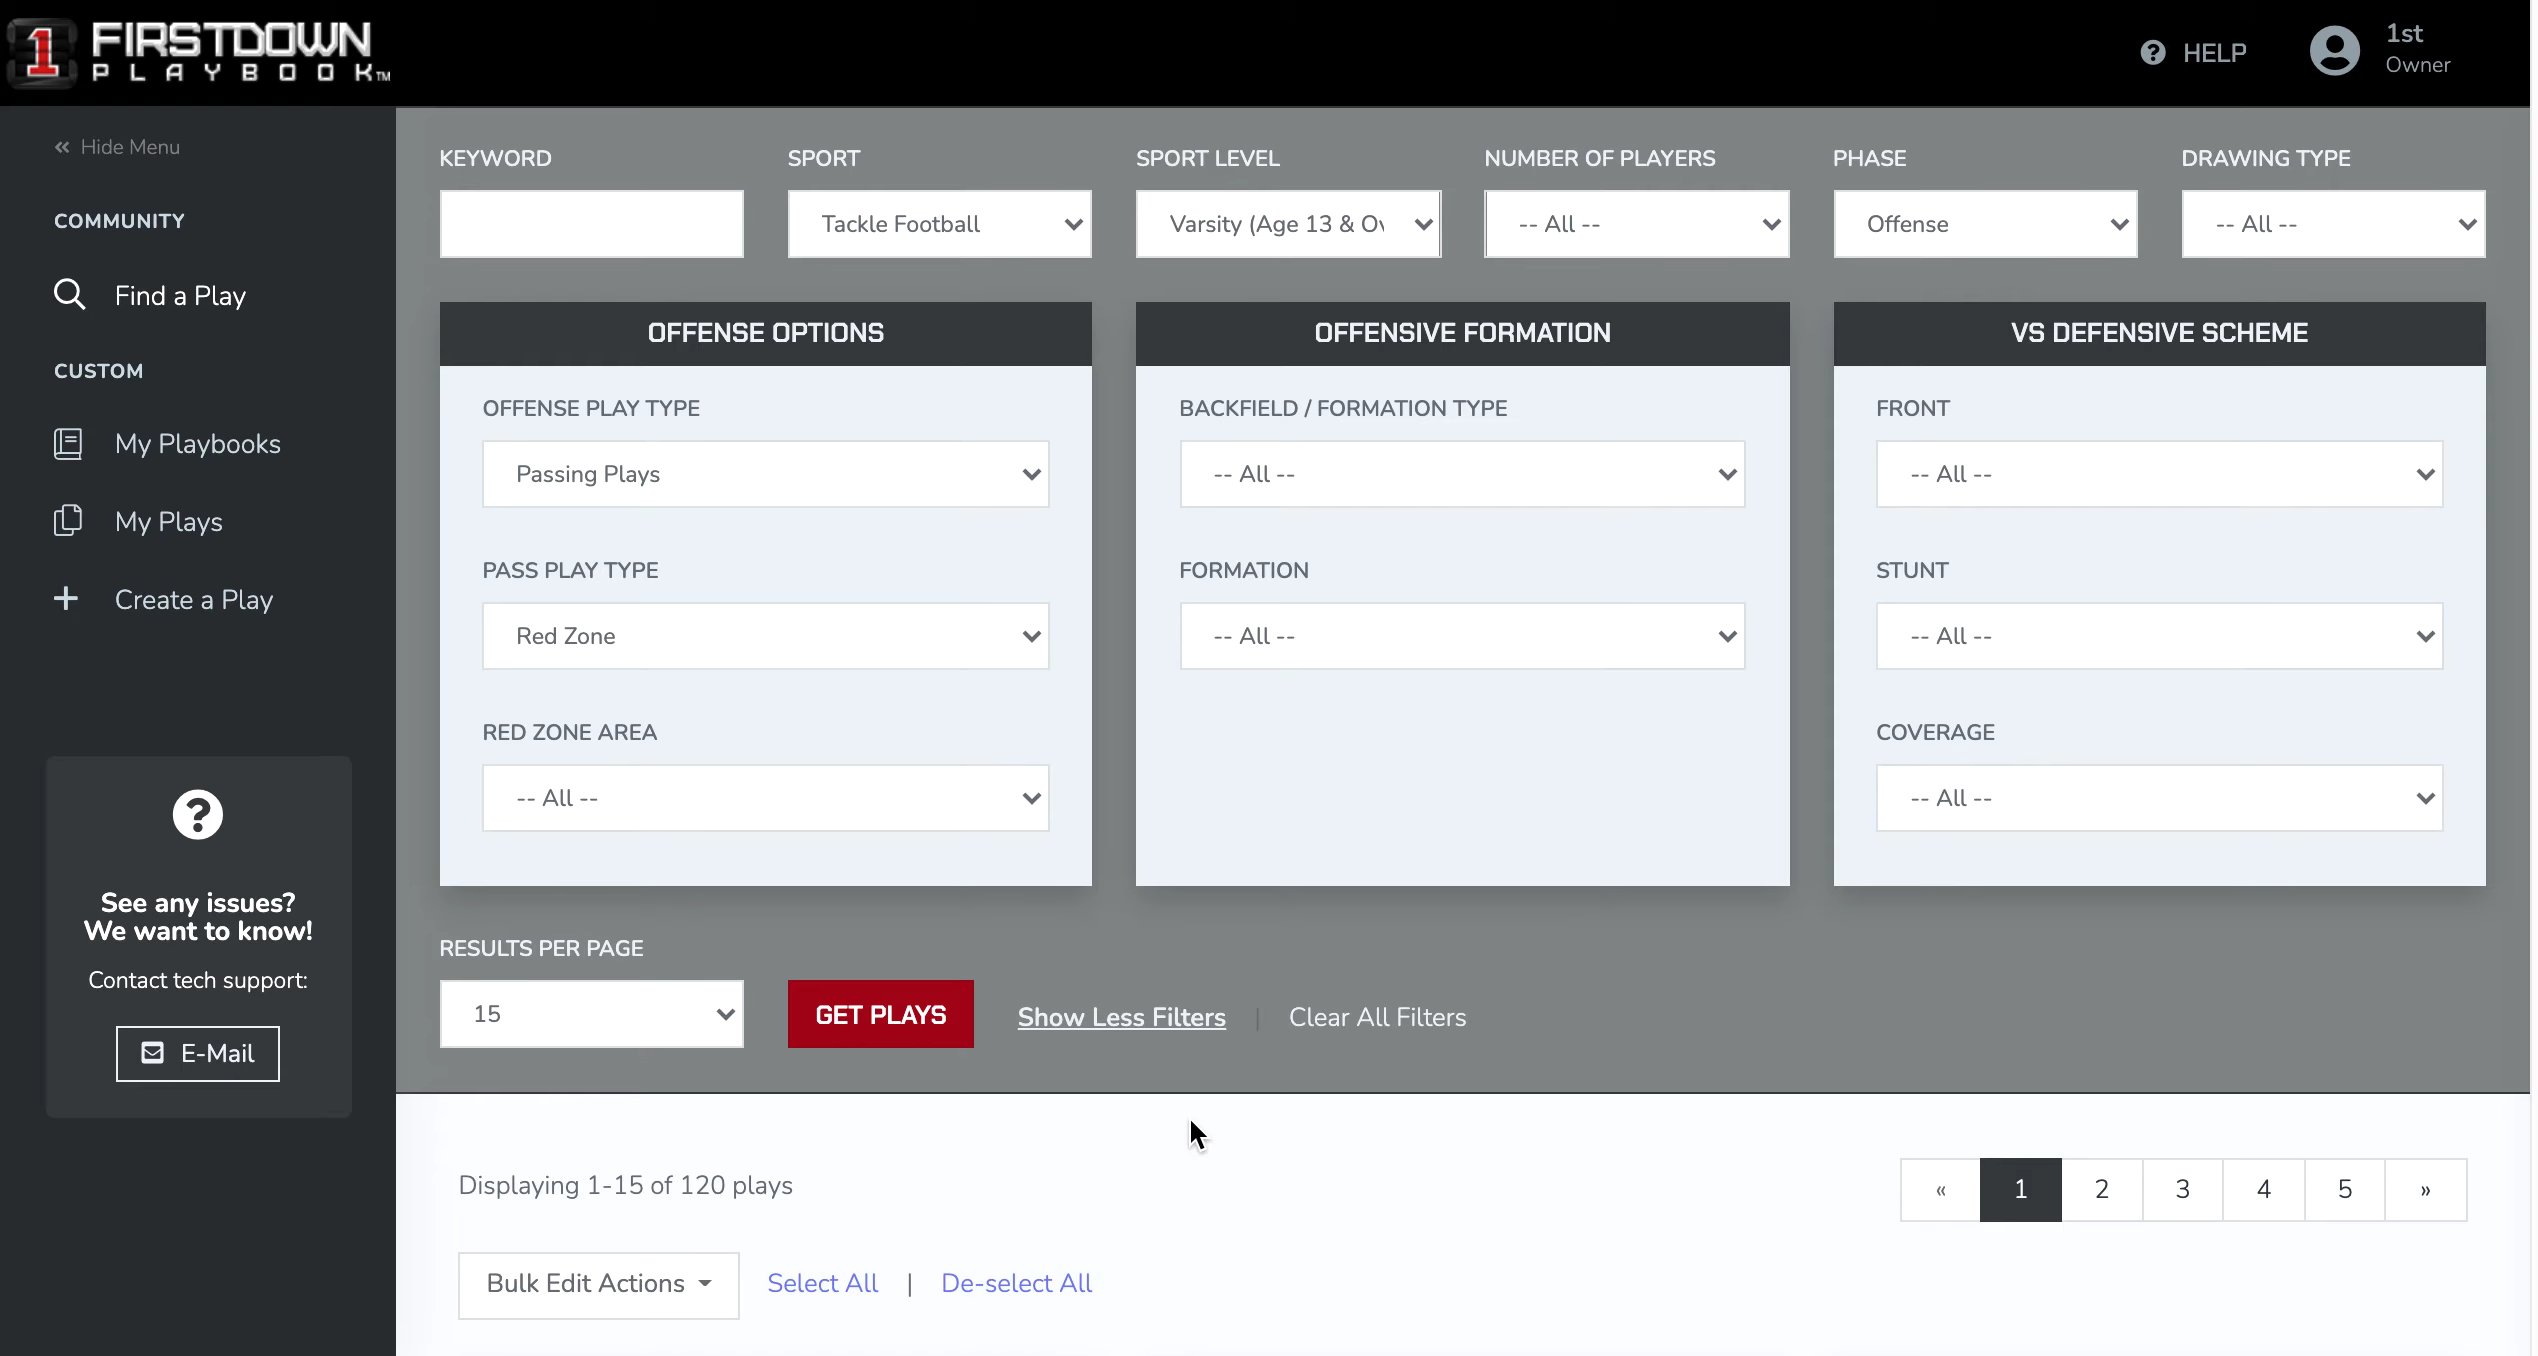 1 FIRSTDOWN
PLAYBOOK™
HELP
1st
Owner
« Hide Menu
COMMUNITY
Find a Play
CUSTOM
My Playbooks
My Plays
Create a Play
See any issues?
We want to know!
Contact tech support:
E-Mail
KEYWORD
SPORT
Tackle Football
SPORT LEVEL
Varsity (Age 13 & Ov
NUMBER OF PLAYERS
-- All --
PHASE
Offense
DRAWING TYPE
-- All --
OFFENSE OPTIONS
OFFENSE PLAY TYPE
Passing Plays
PASS PLAY TYPE
Red Zone
RED ZONE AREA
-- All --
OFFENSIVE FORMATION
BACKFIELD / FORMATION TYPE
-- All --
FORMATION
-- All --
VS DEFENSIVE SCHEME
FRONT
-- All --
STUNT
-- All --
COVERAGE
-- All --
RESULTS PER PAGE
15
GET PLAYS
Show Less Filters | Clear All Filters
Displaying 1-15 of 120 plays
« 1 2 3 4 5 »
Bulk Edit Actions
Select All | De-select All